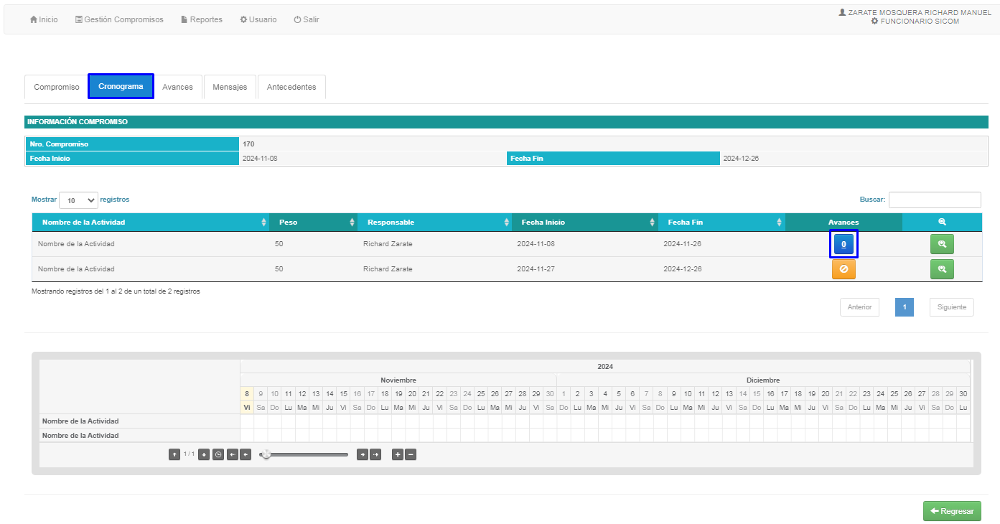 Inicio Gestión Compromisos Reportes Usuario Salir
ZARATE MOSQUERA RICHARD MANUEL
FUNCIONARIO SICOM
Compromiso Cronograma Avances Mensajes Antecedentes
INFORMACIÓN COMPROMISO
Nro. Compromiso 170
Fecha Inicio 2024-11-08 Fecha Fin 2024-12-26
Mostrar 10 registros Buscar:
Nombre de la Actividad Peso Responsable Fecha Inicio Fecha Fin Avances
Nombre de la Actividad 50 Richard Zarate 2024-11-08 2024-11-26 0
Nombre de la Actividad 50 Richard Zarate 2024-11-27 2024-12-26
Mostrando registros del 1 al 2 de un total de 2 registros
Anterior 1 Siguiente
2024
Noviembre Diciembre
8 9 10 11 12 13 14 15 16 17 18 19 20 21 22 23 24 25 26 27 28 29 30 1 2 3 4 5 6 7 8 9 10 11 12 13 14 15 16 17 18 19 20 21 22 23 24 25 26 27 28 29 30
Vi Sa Do Lu Ma Mi Ju Vi Sa Do Lu Ma Mi Ju Vi Sa Do Lu Ma Mi Ju Vi Sa Do Lu Ma Mi Ju Vi Sa Do Lu Ma Mi Ju Vi Sa Do Lu Ma Mi Ju Vi Sa Do Lu Ma Mi Ju Vi Sa Do Lu
Nombre de la Actividad
Nombre de la Actividad
1 / 1
Regresar